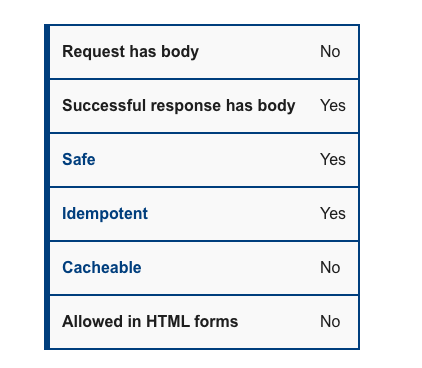 Request has body No
Successful response has body Yes
Safe Yes
Idempotent Yes
Cacheable No
Allowed in HTML forms No